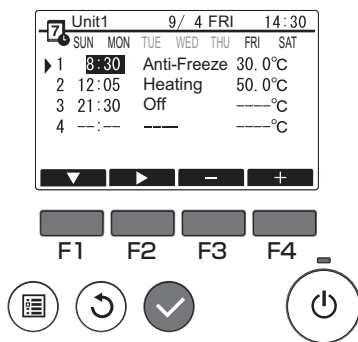 7 Unit1 9/ 4 FRI 14:30
SUN MON TUE WED THU FRI SAT
1 8:30 Anti-Freeze 30.0°C
2 12:05 Heating 50.0°C
3 21:30 Off ----°C
4 --:-- ---- ----°C
F1 F2 F3 F4